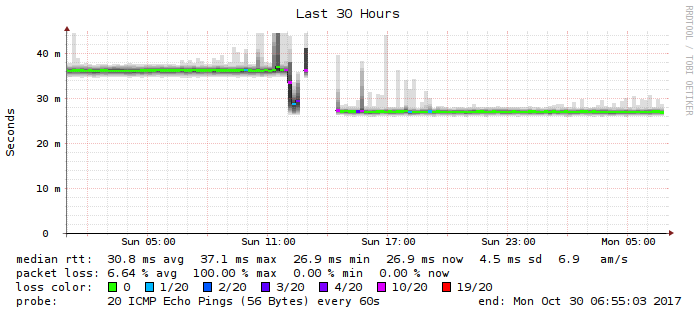 Last 30 Hours
RRDTOOL / TOBI OETIKER
Seconds
40 m
30 m
20 m
10 m
0
Sun 05:00 Sun 11:00 Sun 17:00 Sun 23:00 Mon 05:00
median rtt: 30.8 ms avg 37.1 ms max 26.9 ms min 26.9 ms now 4.5 ms sd 6.9 am/s
packet loss: 6.64 % avg 100.00 % max 0.00 % min 0.00 % now
loss color: 0 1/20 2/20 3/20 4/20 10/20 19/20
probe: 20 ICMP Echo Pings (56 Bytes) every 60s end: Mon Oct 30 06:55:03 2017